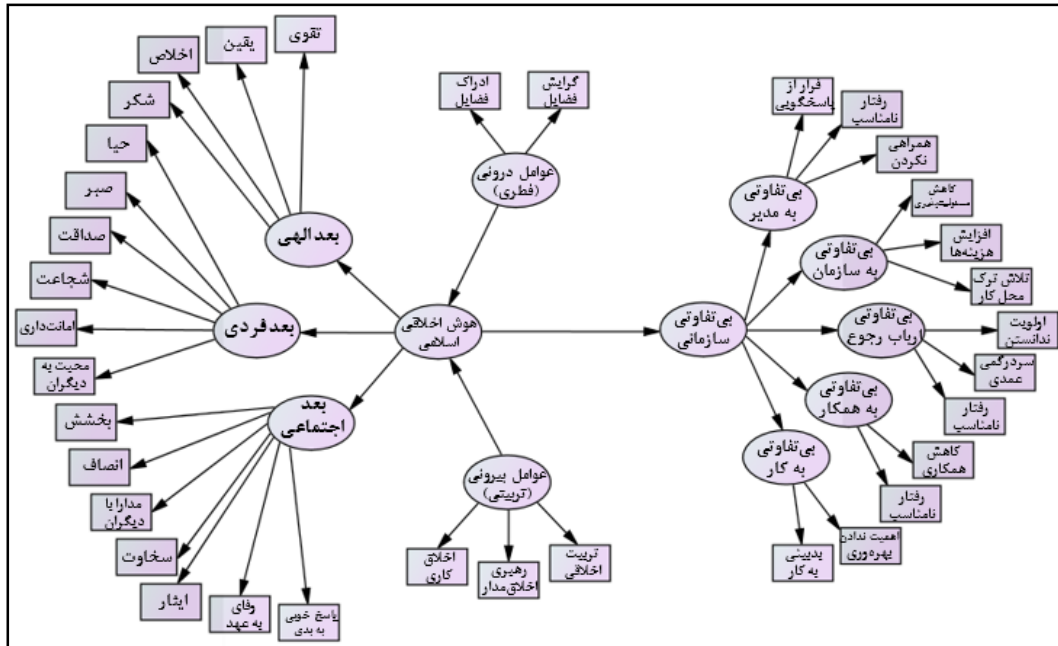 تقوی
یقین
اخلاص
شکر
حیا
صبر
صداقت
شجاعت
امانت‌داری
محبت به
دیگران
بعد الهی
بعد فردی
بعد
اجتماعی
بخشش
انصاف
مدارا با
دیگران
سخاوت
ایثار
وفای
به عهد
پاسخ خوبی
به بدی
گرایش
فضایل
ادراک
فضایل
عوامل درونی
(فطری)
هوش اخلاقی
اسلامی
عوامل بیرونی
(تربیتی)
تربیت
اخلاقی
رهبری
اخلاق‌مدار
اخلاق
کاری
بی‌تفاوتی
سازمانی
فرار از
پاسخگویی
رفتار
نامناسب
همراهی
نکردن
بی‌تفاوتی
به مدیر
کاهش
مسئولیت‌پذیری
افزایش
هزینه‌ها
تلاش ترک
محل کار
بی‌تفاوتی
به سازمان
بی‌تفاوتی
ارباب رجوع
اولویت
ندانستن
سردرگمی
عمدی
رفتار
نامناسب
بی‌تفاوتی
به همکار
کاهش
همکاری
رفتار
نامناسب
بی‌تفاوتی
به کار
اهمیت ندادن
بهره‌وری
بدبینی
به کار